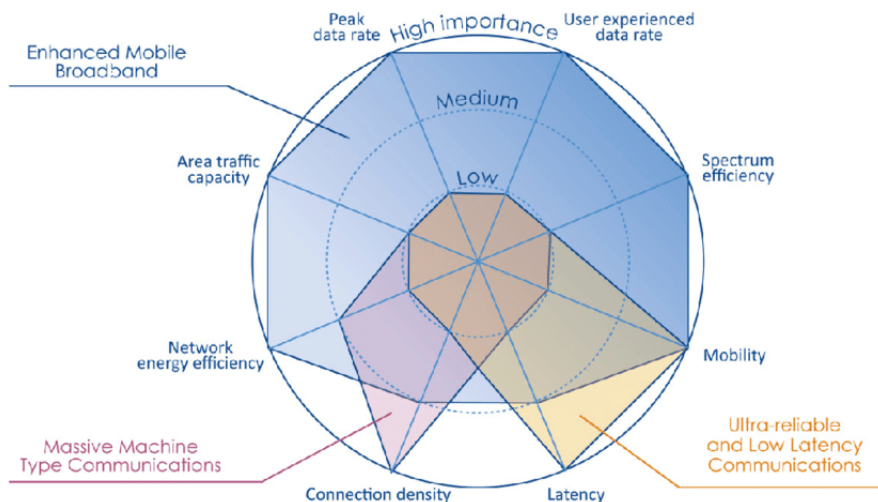 Peak
data rate
High importance
User experienced
data rate
Enhanced Mobile
Broadband
Medium
Area traffic
capacity
Low
Spectrum
efficiency
Network
energy efficiency
Mobility
Massive Machine
Type Communications
Ultra-reliable
and Low Latency
Communications
Connection density
Latency